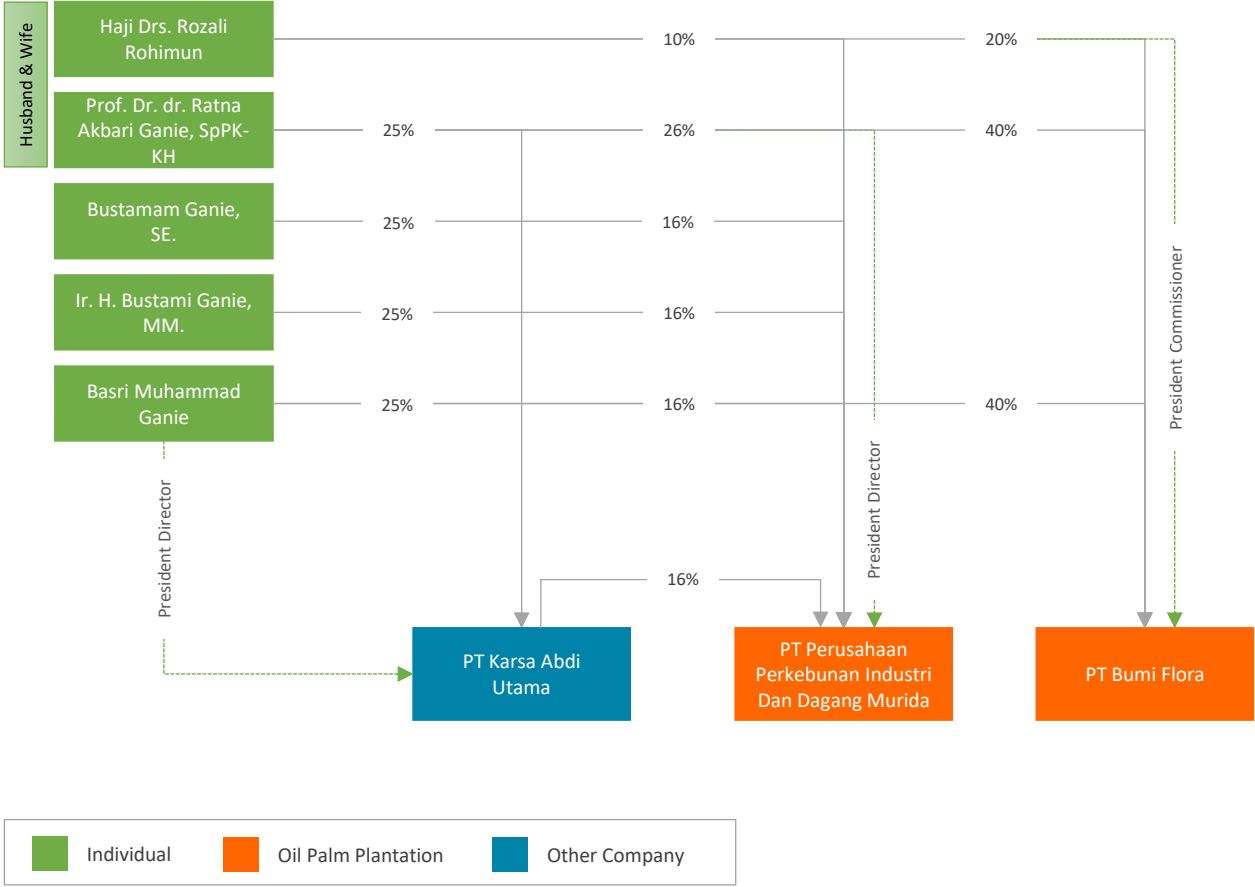 Husband & Wife
Haji Drs. Rozali
Rohimun
10%
20%
Prof. Dr. dr. Ratna
Akbari Ganie, SpPK-
KH
25%
26%
40%
Bustamam Ganie,
SE.
25%
16%
Ir. H. Bustami Ganie,
MM.
25%
16%
Basri Muhammad
Ganie
25%
16%
40%
President Director
President Director
President Commissioner
16%
PT Karsa Abdi
Utama
PT Perusahaan
Perkebunan Industri
Dan Dagang Murida
PT Bumi Flora
Individual
Oil Palm Plantation
Other Company